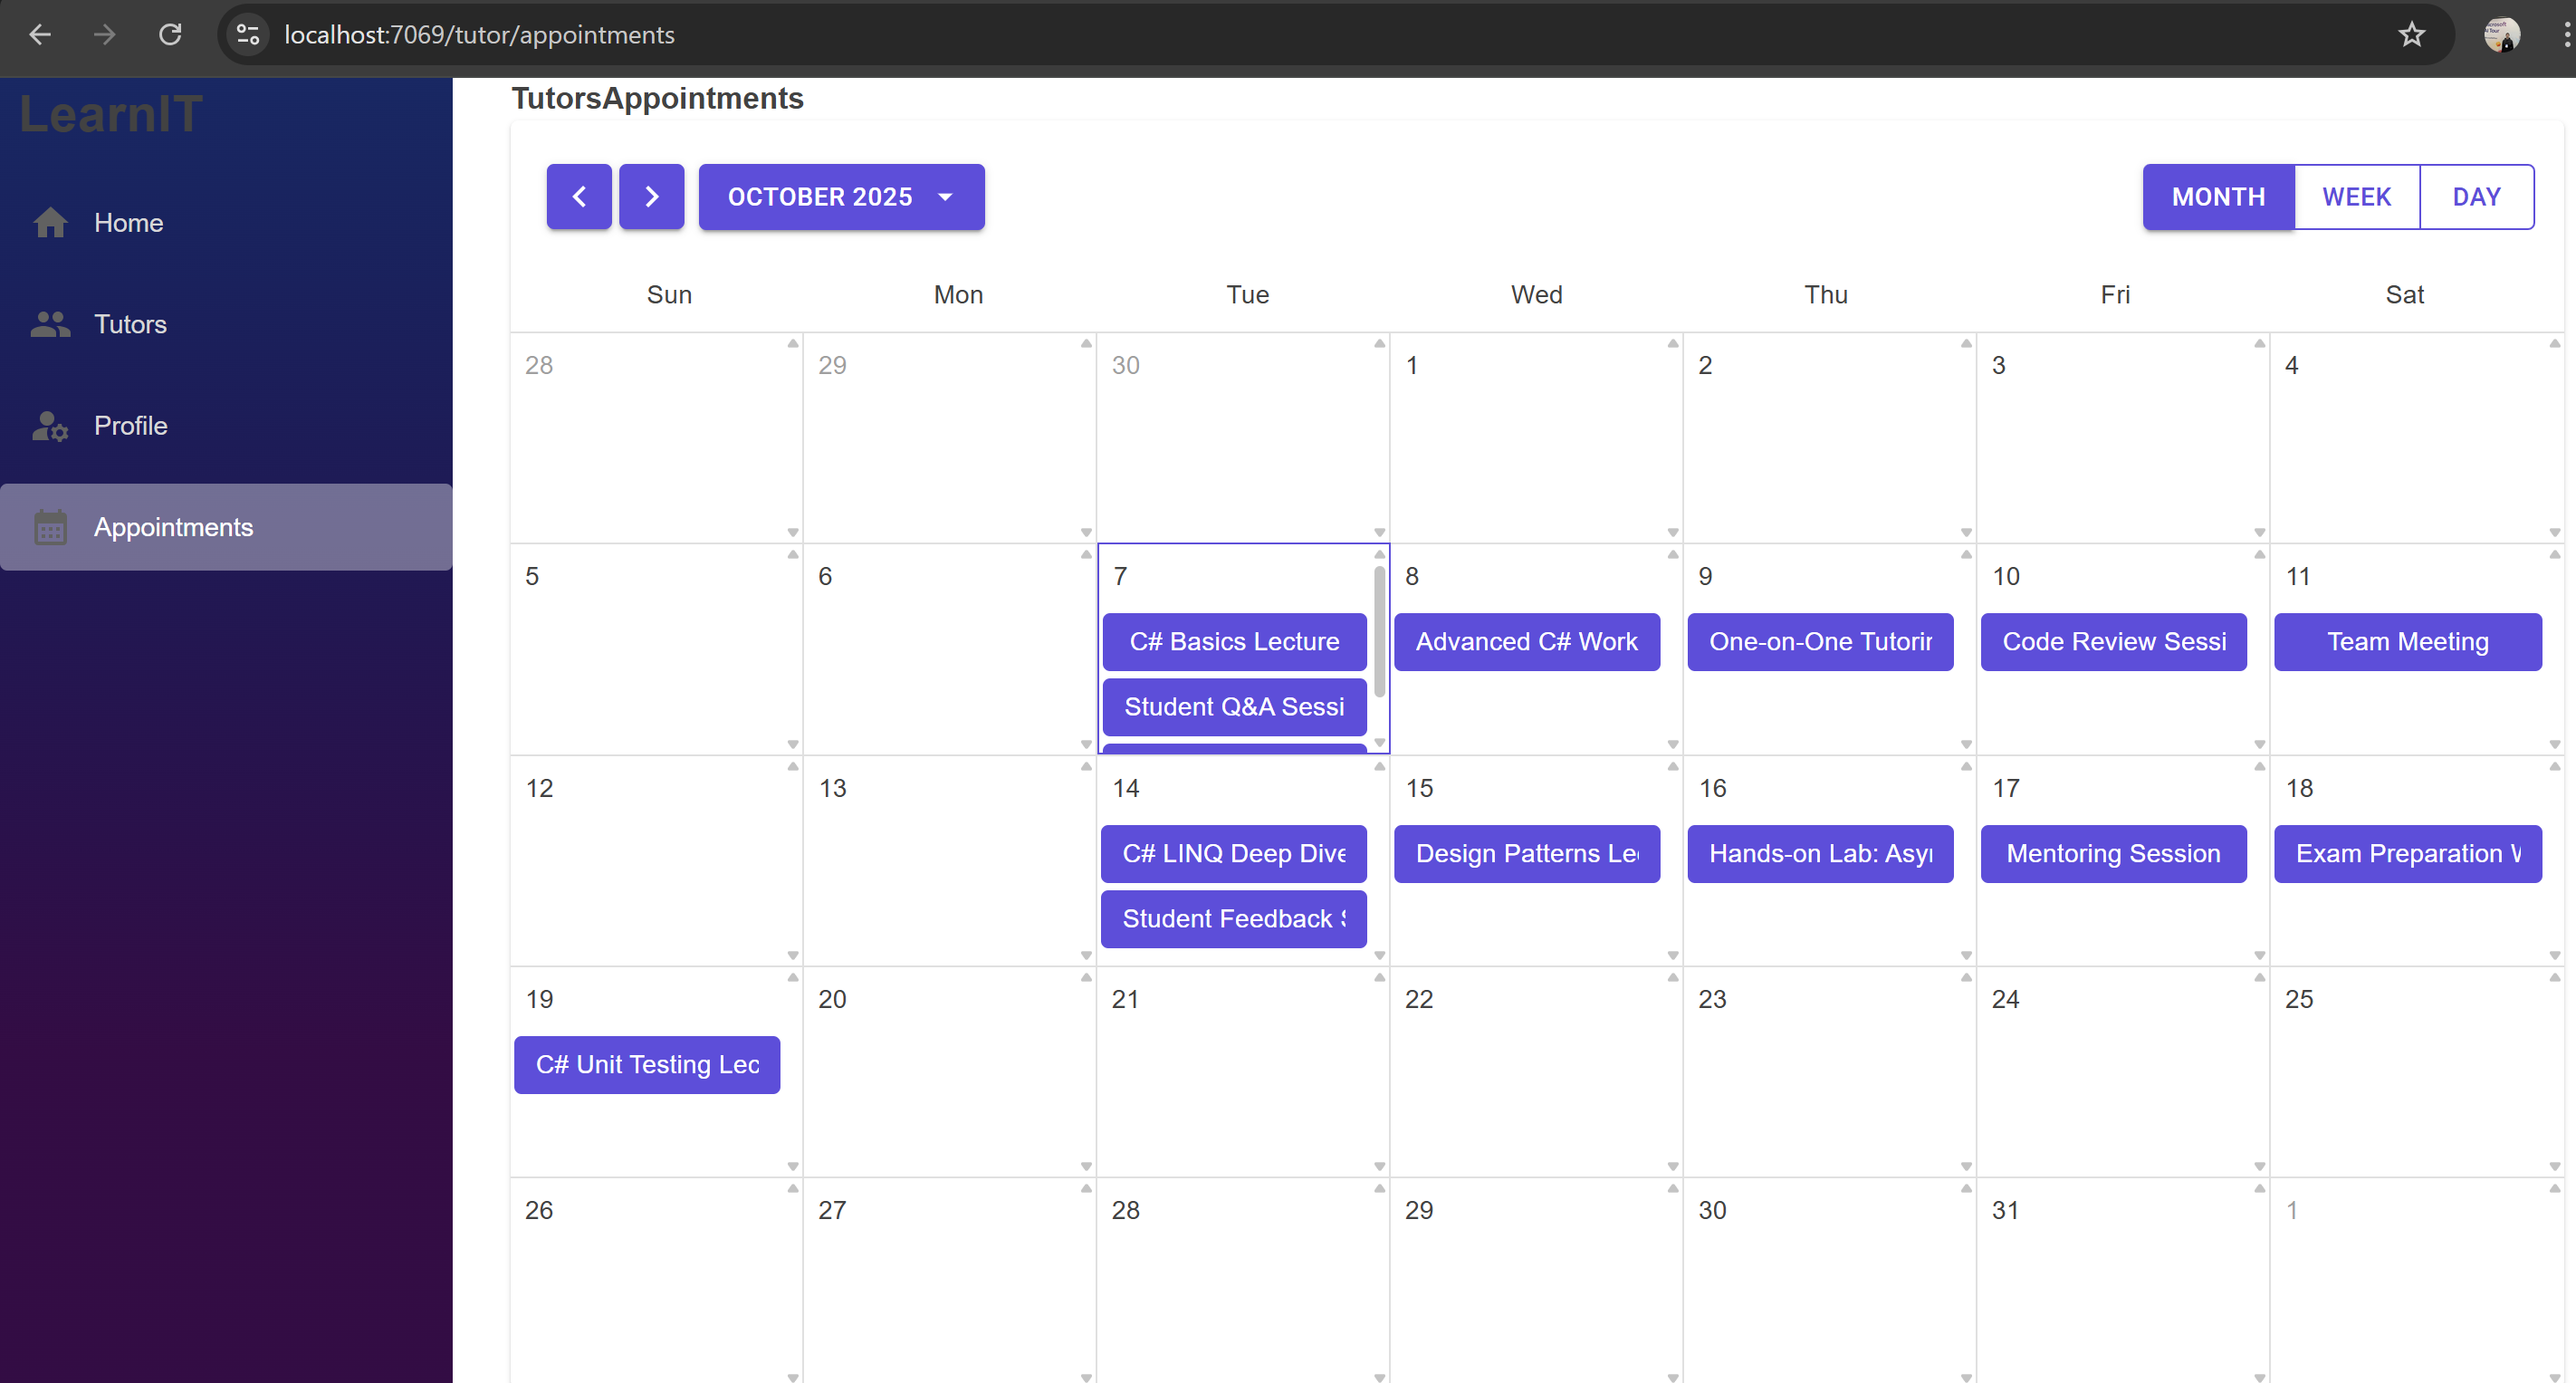 localhost:7069/tutor/appointments
LearnIT
Home
Tutors
Profile
Appointments
TutorsAppointments
OCTOBER 2025
MONTH WEEK DAY
Sun Mon Tue Wed Thu Fri Sat
28 29 30 1 2 3 4
5 6 7 8 9 10 11
C# Basics Lecture Advanced C# Work One-on-One Tutorin Code Review Sessi Team Meeting
Student Q&A Sessi
12 13 14 15 16 17 18
C# LINQ Deep Dive Design Patterns Le Hands-on Lab: Asy Mentoring Session Exam Preparation
Student Feedback
19 20 21 22 23 24 25
C# Unit Testing Lec
26 27 28 29 30 31 1